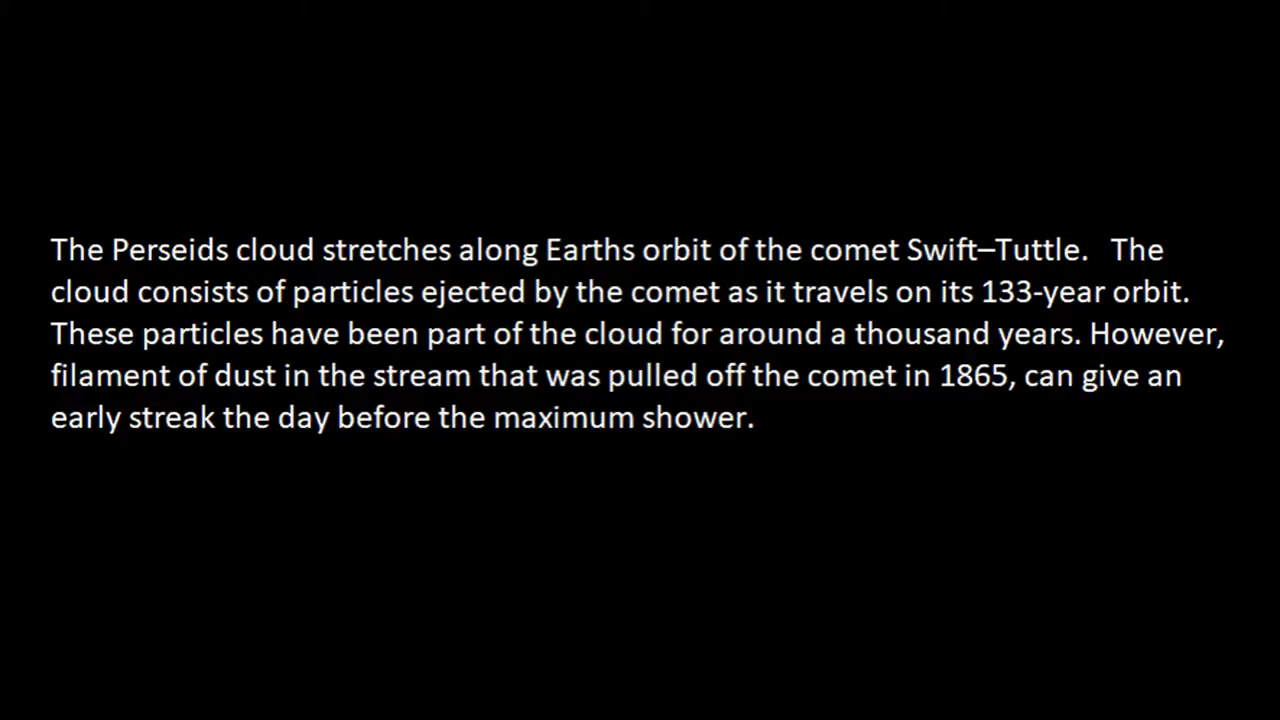 The Perseids cloud stretches along Earths orbit of the comet Swift–Tuttle.   The
cloud consists of particles ejected by the comet as it travels on its 133-year orbit.
These particles have been part of the cloud for around a thousand years. However,
filament of dust in the stream that was pulled off the comet in 1865, can give an
early streak the day before the maximum shower.